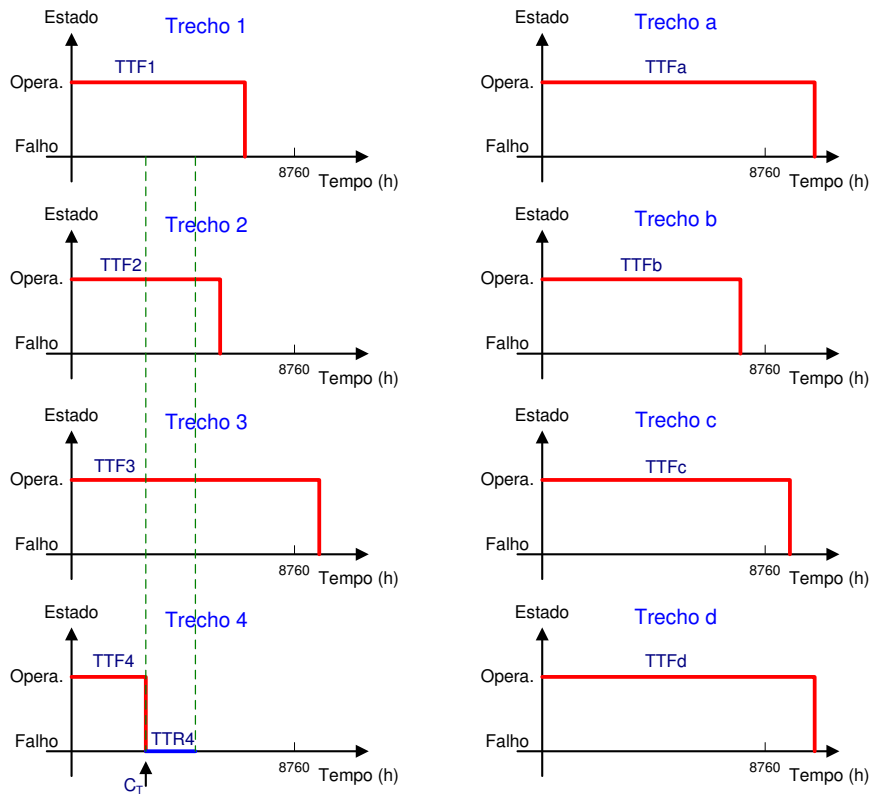 Estado
Trecho 1
TTF1
Opera.
Falho
8760
Tempo (h)
Estado
Trecho a
TTFa
Opera.
Falho
8760
Tempo (h)
Estado
Trecho 2
TTF2
Opera.
Falho
8760
Tempo (h)
Estado
Trecho b
TTFb
Opera.
Falho
8760
Tempo (h)
Estado
Trecho 3
TTF3
Opera.
Falho
8760
Tempo (h)
Estado
Trecho c
TTFc
Opera.
Falho
8760
Tempo (h)
Estado
Trecho 4
TTF4
Opera.
Falho
TTR4
8760
Tempo (h)
CT
Estado
Trecho d
TTFd
Opera.
Falho
8760
Tempo (h)